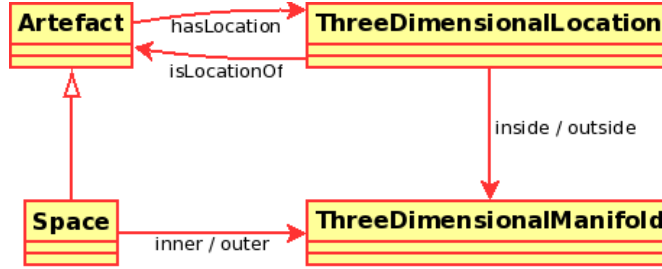 Artefact
hasLocation
ThreeDimensionalLocation
isLocationOf
inside / outside
Space
inner / outer
ThreeDimensionalManifold